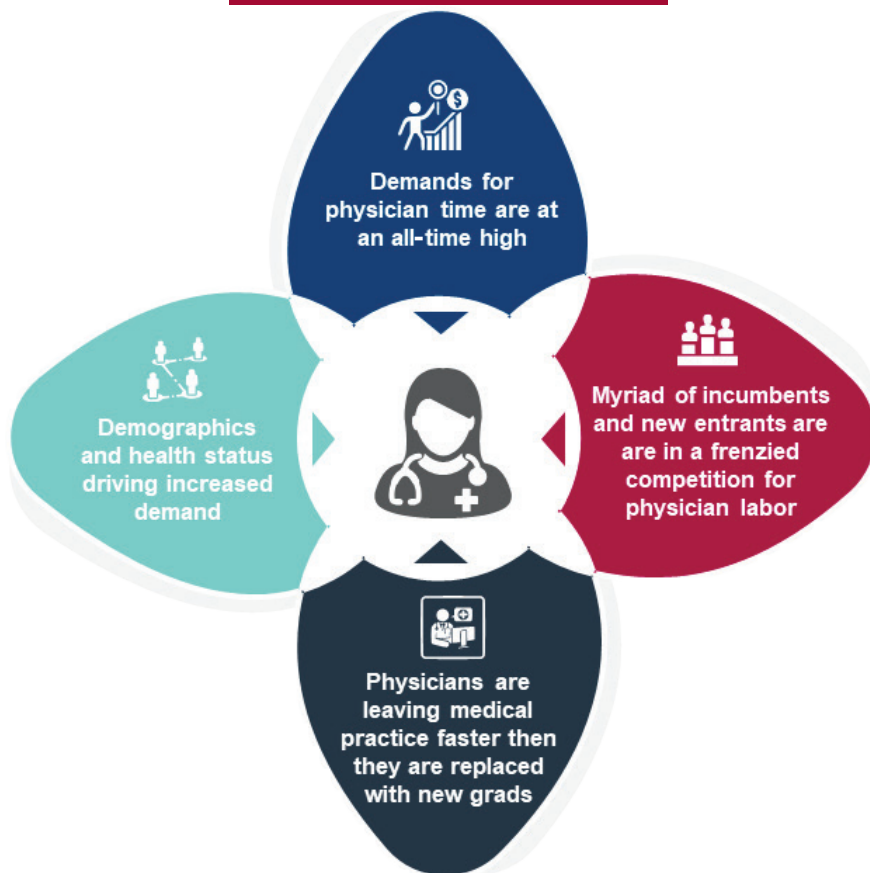 Demands for
physician time are at
an all-time high
Myriad of incumbents
and new entrants are
are in a frenzied
competition for
physician labor
Demographics
and health status
driving increased
demand
Physicians are
leaving medical
practice faster then
they are replaced
with new grads